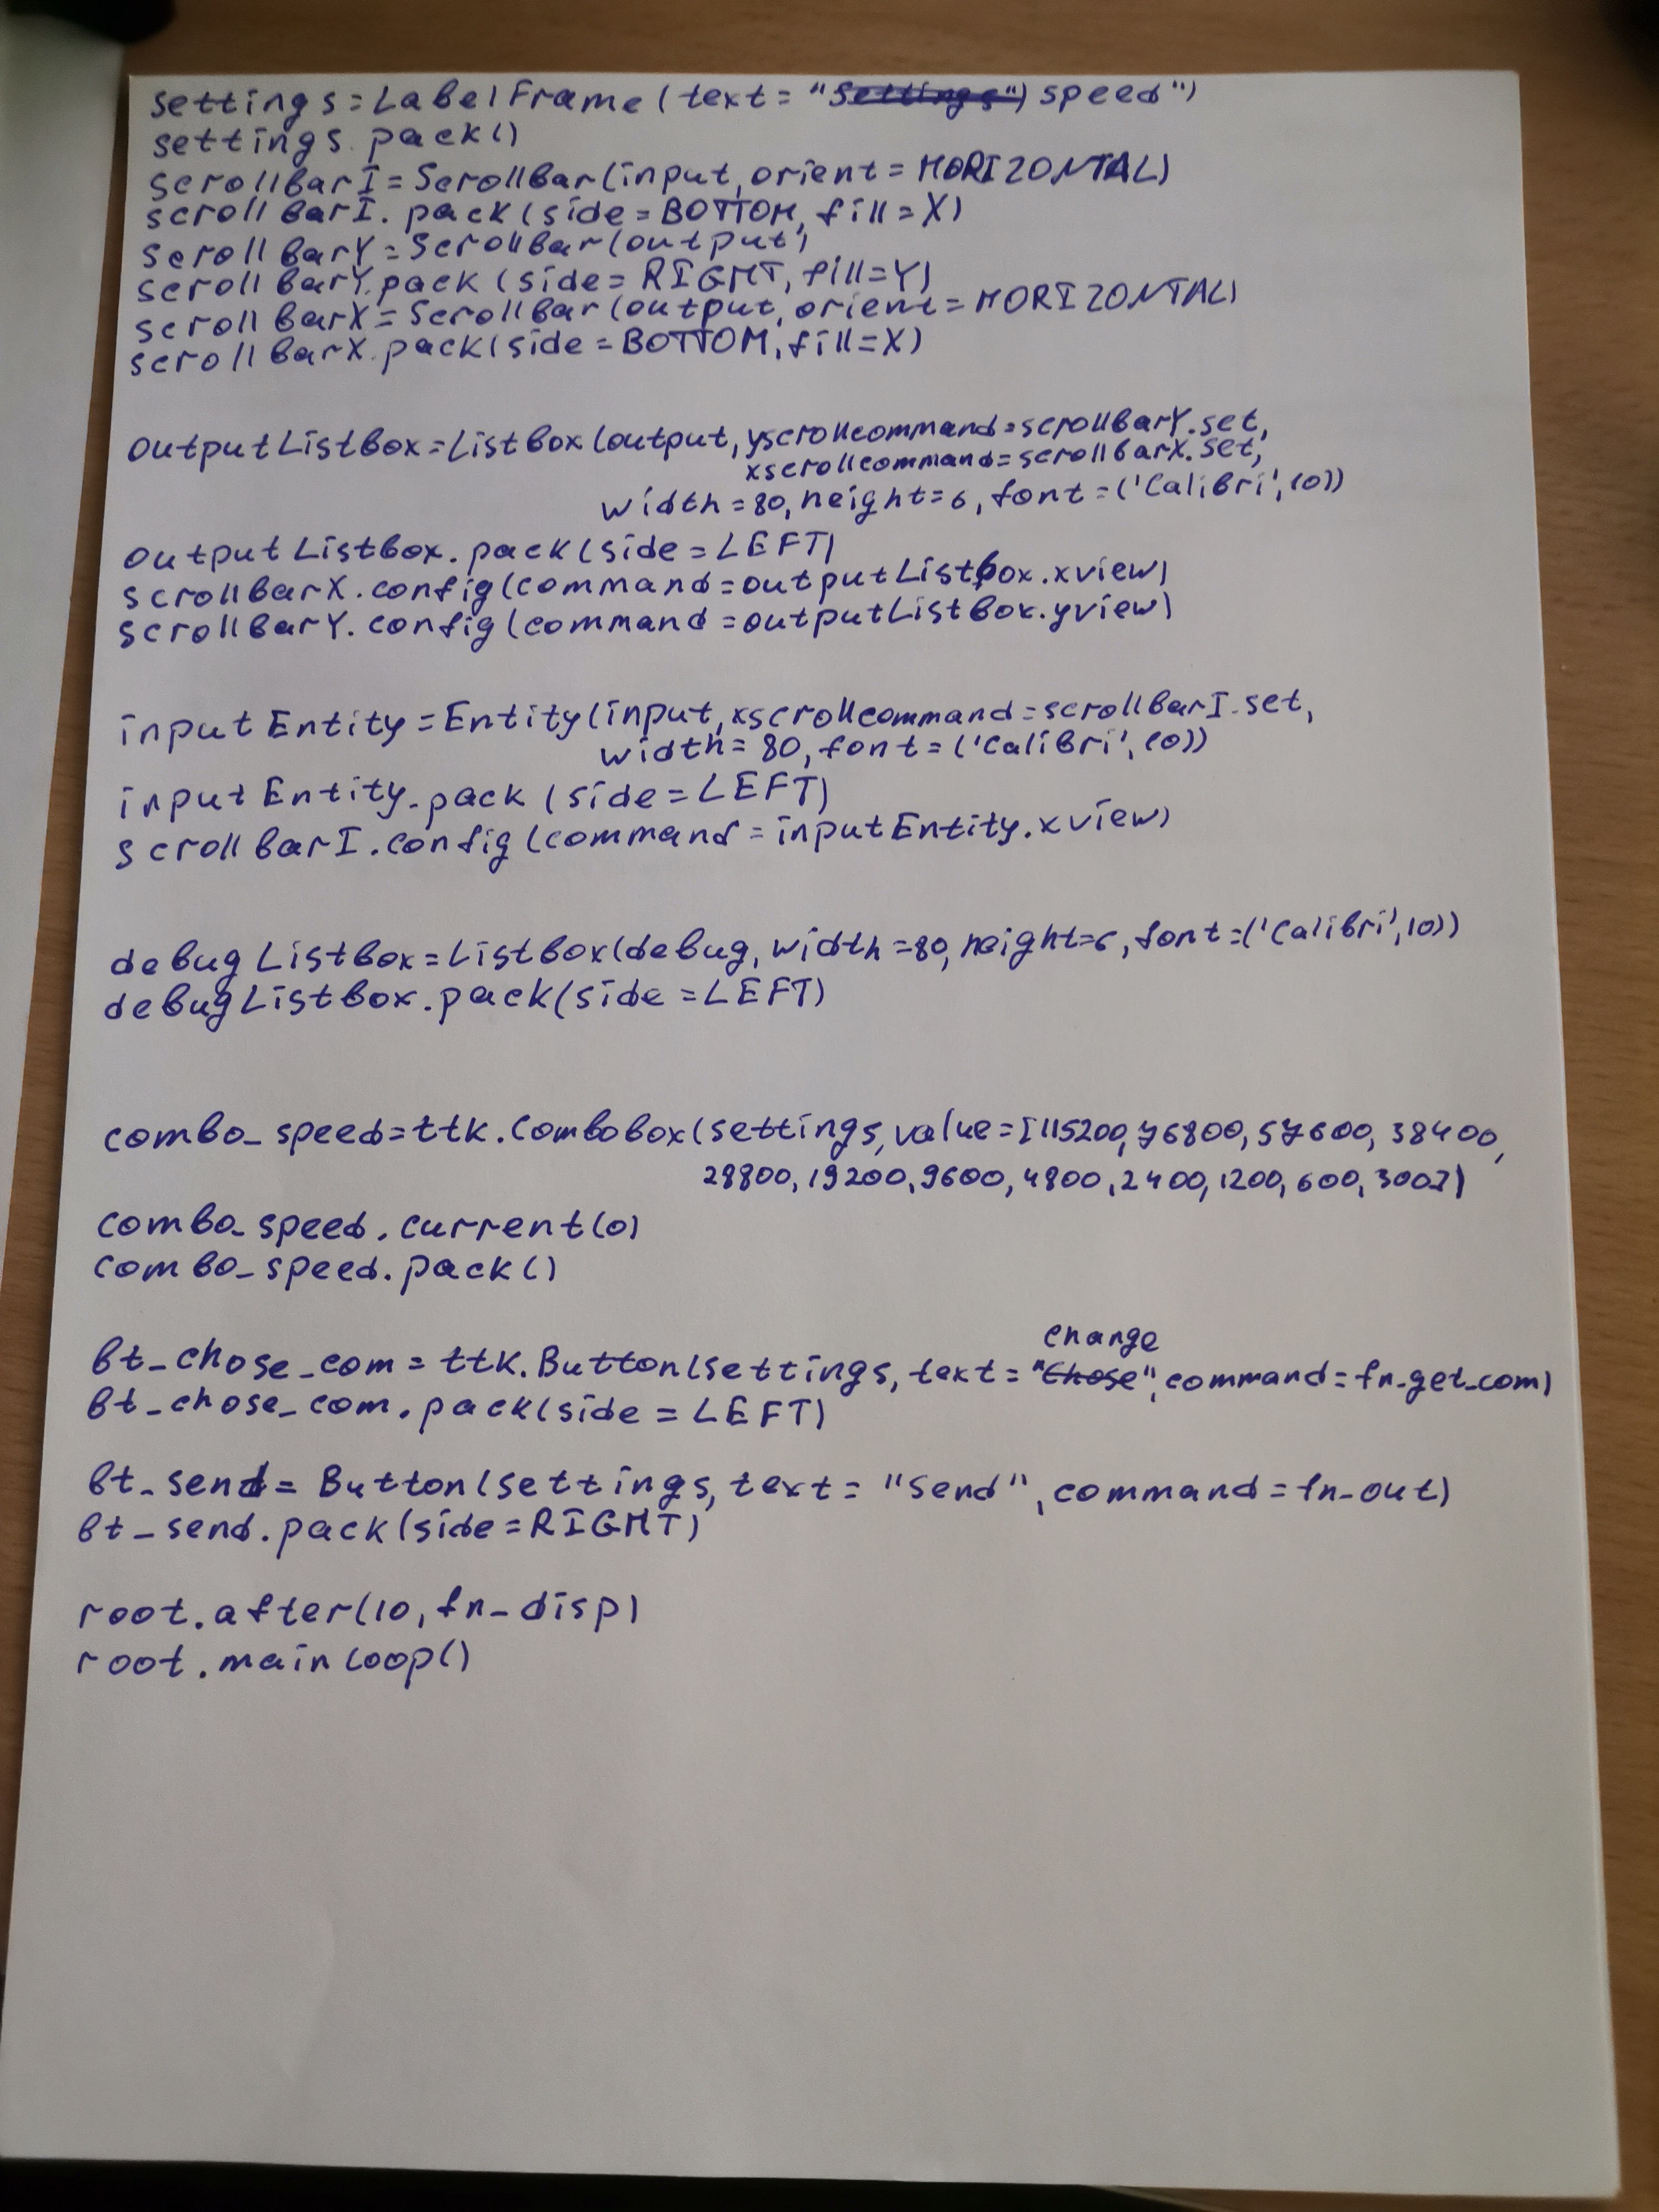 settings=LabelFrame(text="Settings") speed")
settings.pack()
scrollbarI=Scrollbar(input,orient=HORIZONTAL)
scrollbarI.pack(side=BOTTOM,fill=X)
scrollbarY=Scrollbar(output)
scrollbarY.pack(side=RIGHT,fill=Y)
scrollbarX=Scrollbar(output,orient=HORIZONTAL)
scrollbarX.pack(side=BOTTOM,fill=X)
outputListbox=Listbox(output,yscrollcommand=scrollbarY.set,
xscrollcommand=scrollbarX.set,
width=80,height=6,font=('Calibri',10))
outputListbox.pack(side=LEFT)
scrollbarX.config(command=outputListbox.xview)
scrollbarY.config(command=outputListbox.yview)
inputEntity=Entity(input,xscrollcommand=scrollbarI.set,
width=80,font=('Calibri',10))
inputEntity.pack(side=LEFT)
scrollbarI.config(command=inputEntity.xview)
debugListbox=Listbox(debug,width=80,height=6,font=('Calibri',10))
debugListbox.pack(side=LEFT)
combo_speed=ttk.Combobox(settings,value=[115200,76800,57600,38400,
28800,19200,9600,4800,2400,1200,600,300])
combo_speed.current(0)
combo_speed.pack()
change
bt_chose_com=ttk.Button(settings,text="Chose",command=fn_get_com)
bt_chose_com.pack(side=LEFT)
bt_send=Button(settings,text="Send",command=fn_out)
bt_send.pack(side=RIGHT)
root.after(10,fn_disp)
root.mainloop()